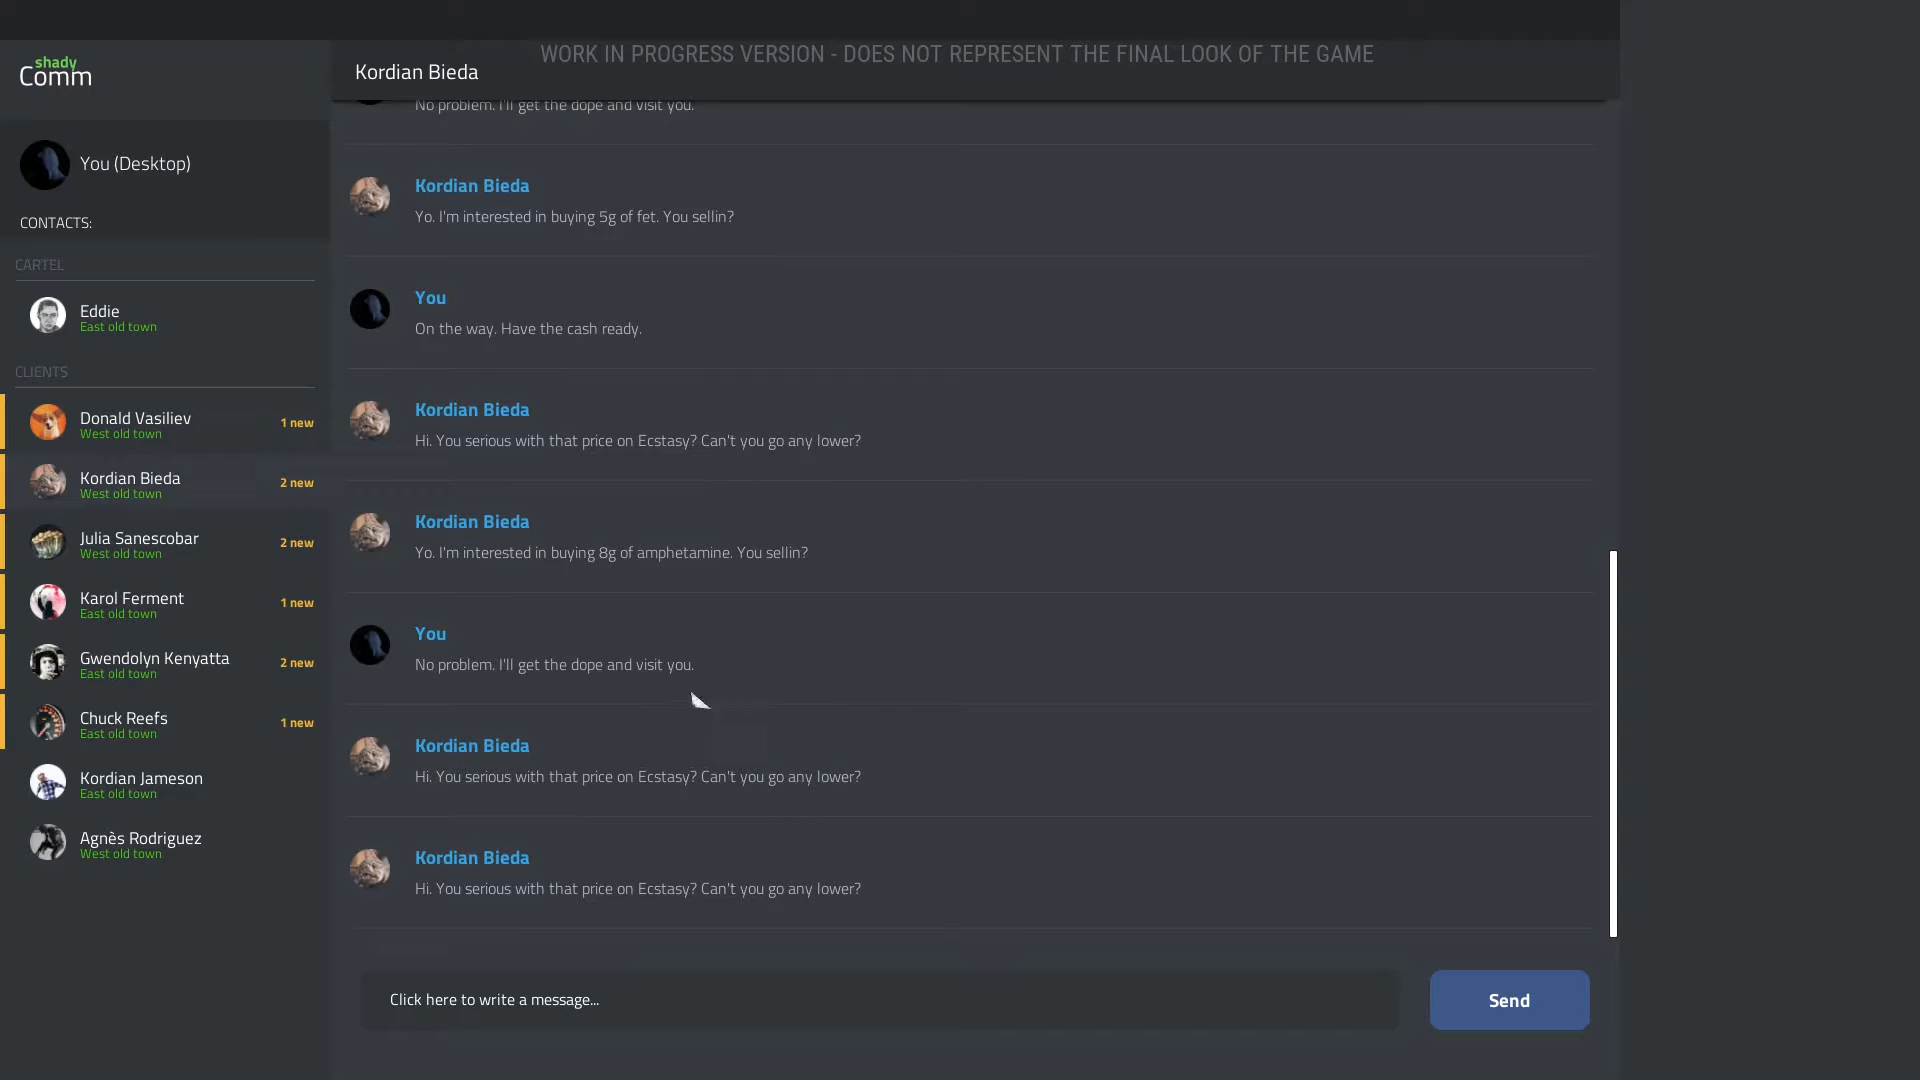 WORK IN PROGRESS VERSION - DOES NOT REPRESENT THE FINAL LOOK OF THE GAME
shady
Comm
You (Desktop)
CONTACTS:
CARTEL
Eddie
East old town
CLIENTS
Donald Vasiliev
West old town
1 new
Kordian Bieda
West old town
2 new
Julia Sanescobar
West old town
2 new
Karol Ferment
East old town
1 new
Gwendolyn Kenyatta
East old town
2 new
Chuck Reefs
East old town
1 new
Kordian Jameson
East old town
Agnès Rodriguez
West old town
Kordian Bieda
No problem. I'll get the dope and visit you.
Kordian Bieda
Yo. I'm interested in buying 5g of fet. You sellin?
You
On the way. Have the cash ready.
Kordian Bieda
Hi. You serious with that price on Ecstasy? Can't you go any lower?
Kordian Bieda
Yo. I'm interested in buying 8g of amphetamine. You sellin?
You
No problem. I'll get the dope and visit you.
Kordian Bieda
Hi. You serious with that price on Ecstasy? Can't you go any lower?
Kordian Bieda
Hi. You serious with that price on Ecstasy? Can't you go any lower?
Click here to write a message...
Send